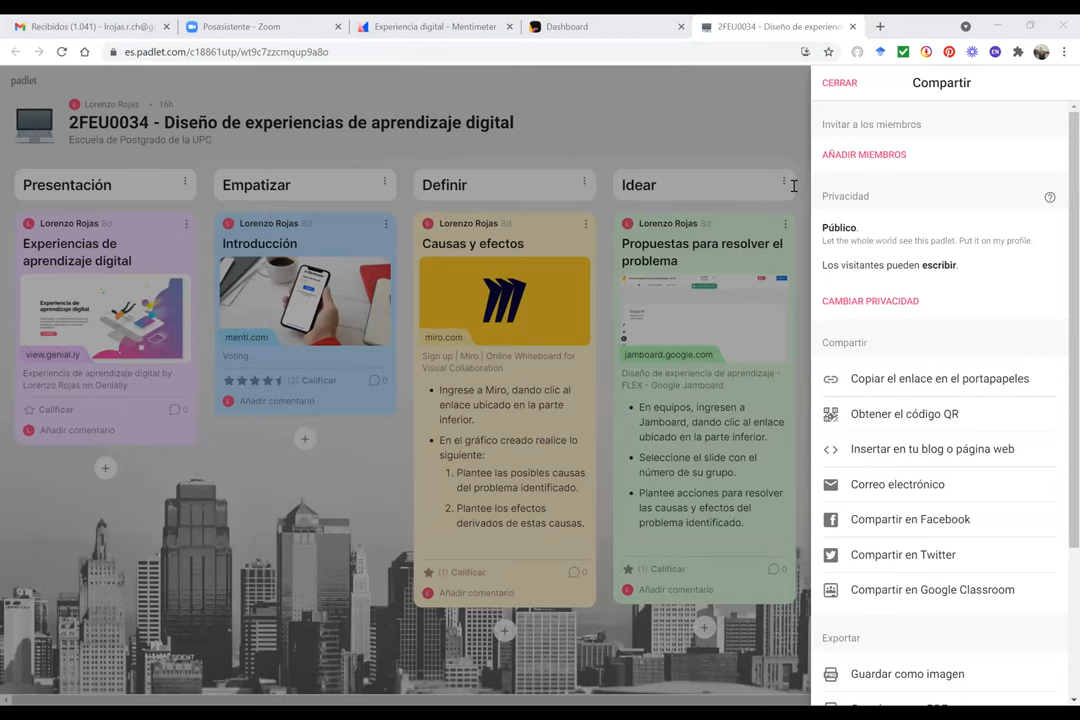 Recibidos (1.041) - lrojas.r.ch@g
Posasistente - Zoom
Experiencia digital - Mentimeter
Dashboard
2FEU0034 - Diseño de experienc
es.padlet.com/c18861utp/wt9c7zzcmqup9a8o
padlet
Lorenzo Rojas • 16h
2FEU0034 - Diseño de experiencias de aprendizaje digital
Escuela de Postgrado de la UPC
Presentación
Lorenzo Rojas 8d
Experiencias de
aprendizaje digital
Experiencia de
aprendizaje digital
view.genial.ly
Experiencia de aprendizaje digital by
Lorenzo Rojas on Genially
Calificar
0
Añadir comentario
Empatizar
Lorenzo Rojas 8d
Introducción
menti.com
Voting
(3) Calificar
0
Añadir comentario
Definir
Lorenzo Rojas 8d
Causas y efectos
miro.com
Sign up | Miro | Online Whiteboard for
Visual Collaboration
• Ingrese a Miro, dando clic al
enlace ubicado en la parte
inferior.
• En el gráfico creado realice lo
siguiente:
1. Plantee las posibles causas
del problema identificado.
2. Plantee los efectos
derivados de estas causas.
(1) Calificar
0
Añadir comentario
Idear
Lorenzo Rojas 8d
Propuestas para resolver el
problema
jamboard.google.com
Diseño de experiencia de aprendizaje -
FLEX - Google Jamboard
• En equipos, ingresen a
Jamboard, dando clic al enlace
ubicado en la parte inferior.
• Seleccione el slide con el
número de su grupo.
• Plantee acciones para resolver
las causas y efectos del
problema identificado.
(1) Calificar
0
Añadir comentario
CERRAR
Compartir
Invitar a los miembros
AÑADIR MIEMBROS
Privacidad
Público.
Let the whole world see this padlet. Put it on my profile.
Los visitantes pueden escribir.
CAMBIAR PRIVACIDAD
Compartir
Copiar el enlace en el portapapeles
Obtener el código QR
Insertar en tu blog o página web
Correo electrónico
Compartir en Facebook
Compartir en Twitter
Compartir en Google Classroom
Exportar
Guardar como imagen